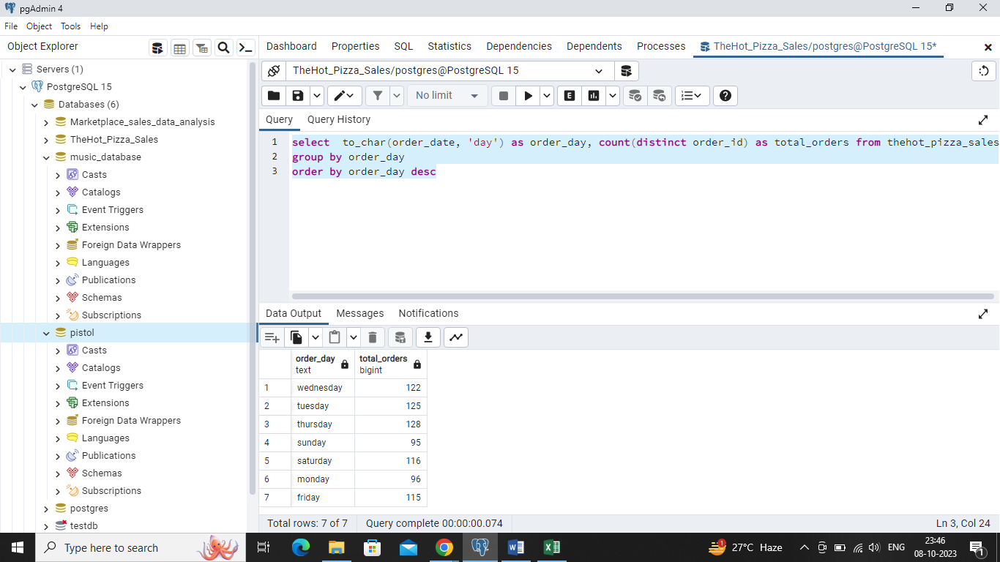 pgAdmin 4
File Object Tools Help
Object Explorer
Dashboard Properties SQL Statistics Dependencies Dependents Processes TheHot_Pizza_Sales/postgres@PostgreSQL 15*
Servers (1)
PostgreSQL 15
Databases (6)
Marketplace_sales_data_analysis
TheHot_Pizza_Sales
music_database
Casts
Catalogs
Event Triggers
Extensions
Foreign Data Wrappers
Languages
Publications
Schemas
Subscriptions
pistol
Casts
Catalogs
Event Triggers
Extensions
Foreign Data Wrappers
Languages
Publications
Schemas
Subscriptions
postgres
testdb
TheHot_Pizza_Sales/postgres@PostgreSQL 15
No limit E
Query Query History
1 select  to_char(order_date, 'day') as order_day, count(distinct order_id) as total_orders from thehot_pizza_sales
2 group by order_day
3 order by order_day desc
Data Output Messages Notifications
order_day total_orders
text bigint
1 wednesday 122
2 tuesday 125
3 thursday 128
4 sunday 95
5 saturday 116
6 monday 96
7 friday 115
Total rows: 7 of 7 Query complete 00:00:00.074 Ln 3, Col 24
Type here to search
1 27°C Haze ENG 23:46
08-10-2023 1